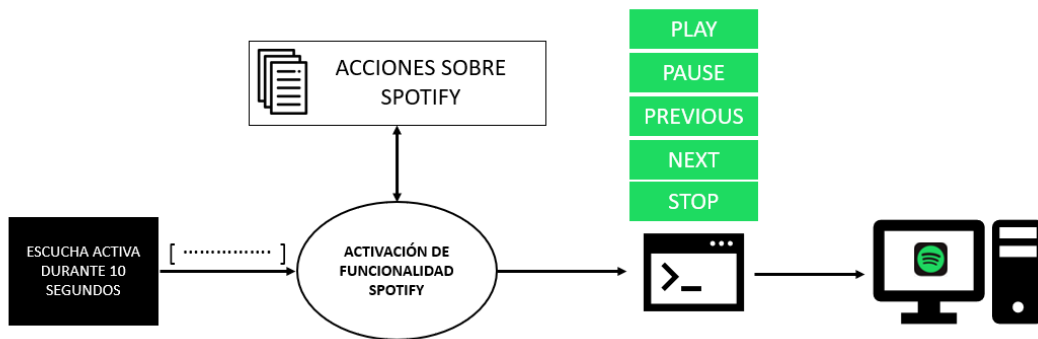 PLAY
ACCIONES SOBRE
SPOTIFY
PAUSE
PREVIOUS
NEXT
STOP
ESCUCHA ACTIVA
DURANTE 10
SEGUNDOS
[ ................ ]
ACTIVACIÓN DE
FUNCIONALIDAD
SPOTIFY
>_